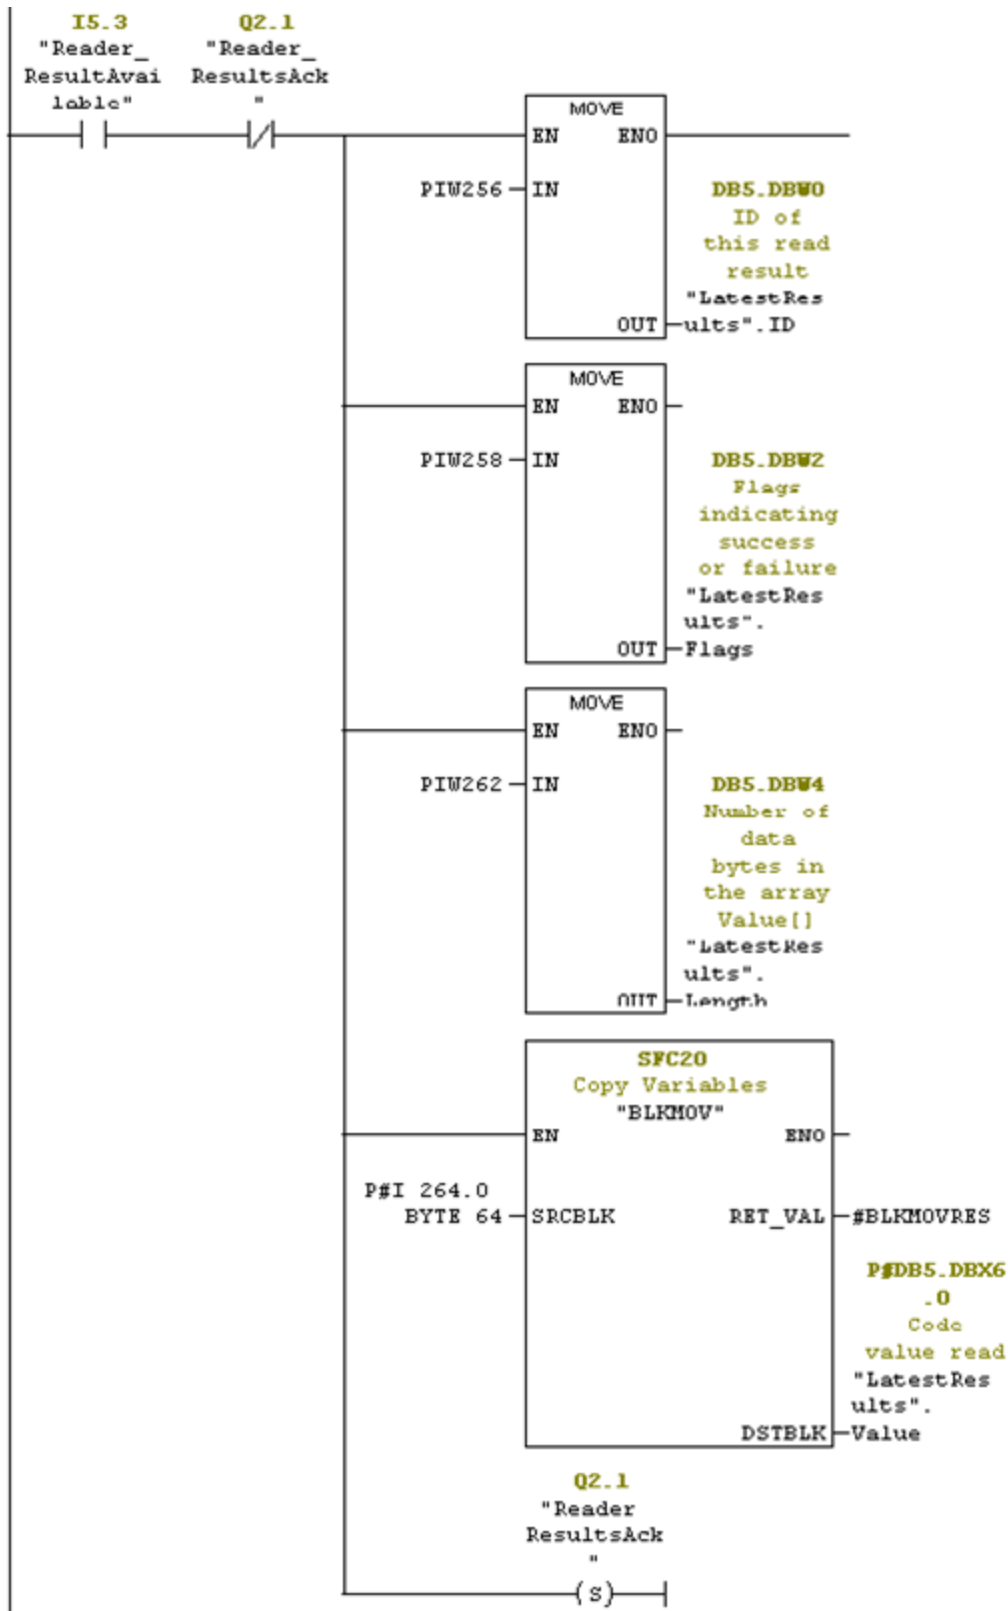 I5.3
"Reader_
ResultAvai
lable"
Q2.1
"Reader_
ResultsAck
"
MOVE
EN ENO
PIW256 IN
DB5.DBW0
ID of
this read
result
"LatestRes
OUT ults".ID
MOVE
EN ENO
PIW258 IN
DB5.DBW2
Flags
indicating
success
or failure
"LatestRes
ults".
OUT Flags
MOVE
EN ENO
PIW262 IN
DB5.DBW4
Number of
data
bytes in
the array
Value[]
"LatestRes
ults".
OUT Length
SFC20
Copy Variables
"BLKMOV"
EN ENO
P#I 264.0
BYTE 64 SRCBLK RET_VAL #BLKMOVRES
P#DB5.DBX6
.0
Code
value read
"LatestRes
ults".
DSTBLK Value
Q2.1
"Reader
ResultsAck
"
(S)